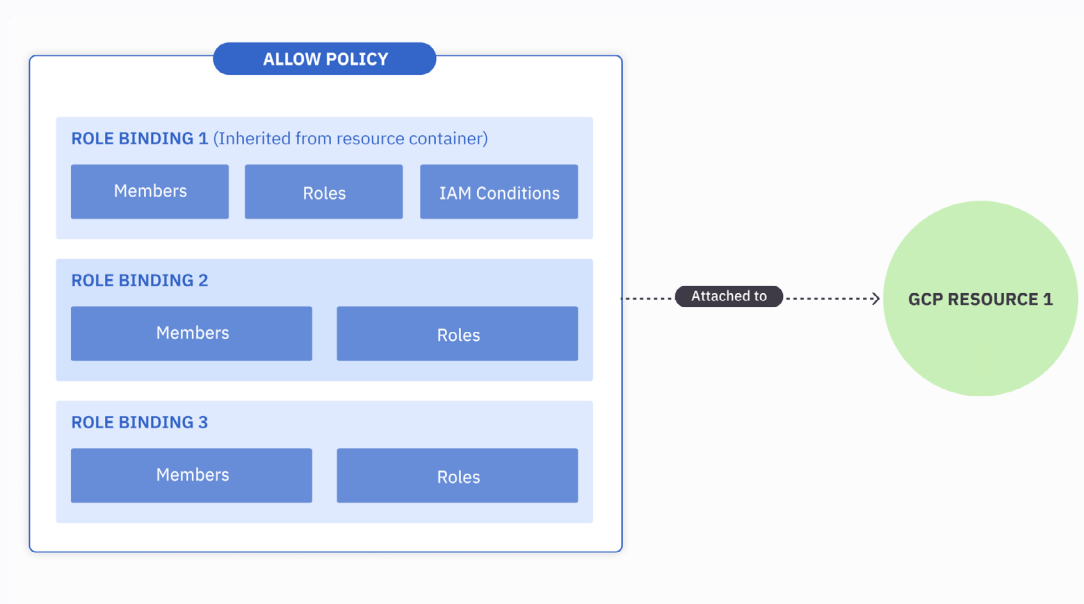 ALLOW POLICY
ROLE BINDING 1 (Inherited from resource container)
Members
Roles
IAM Conditions
ROLE BINDING 2
Members
Roles
ROLE BINDING 3
Members
Roles
Attached to
GCP RESOURCE 1